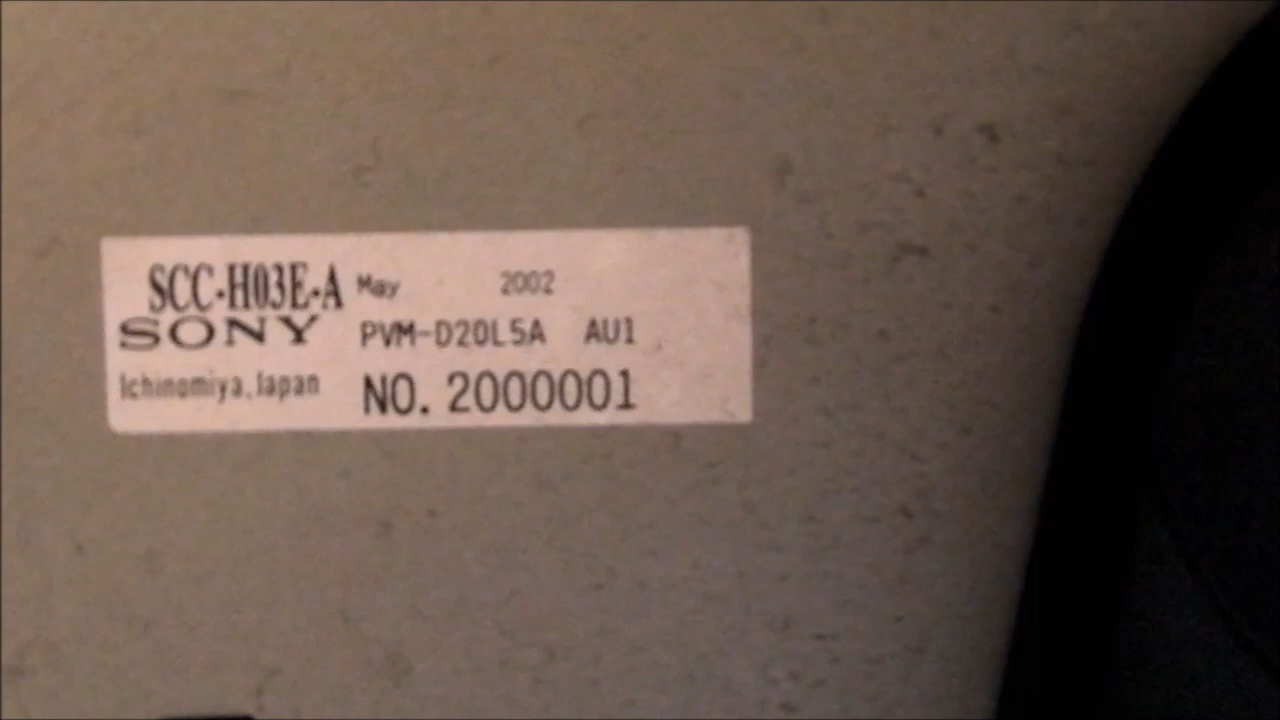 SCC-H03E-A May 2002
SONY PVM-D20L5A AU1
Ichinomiya, Japan NO. 2000001